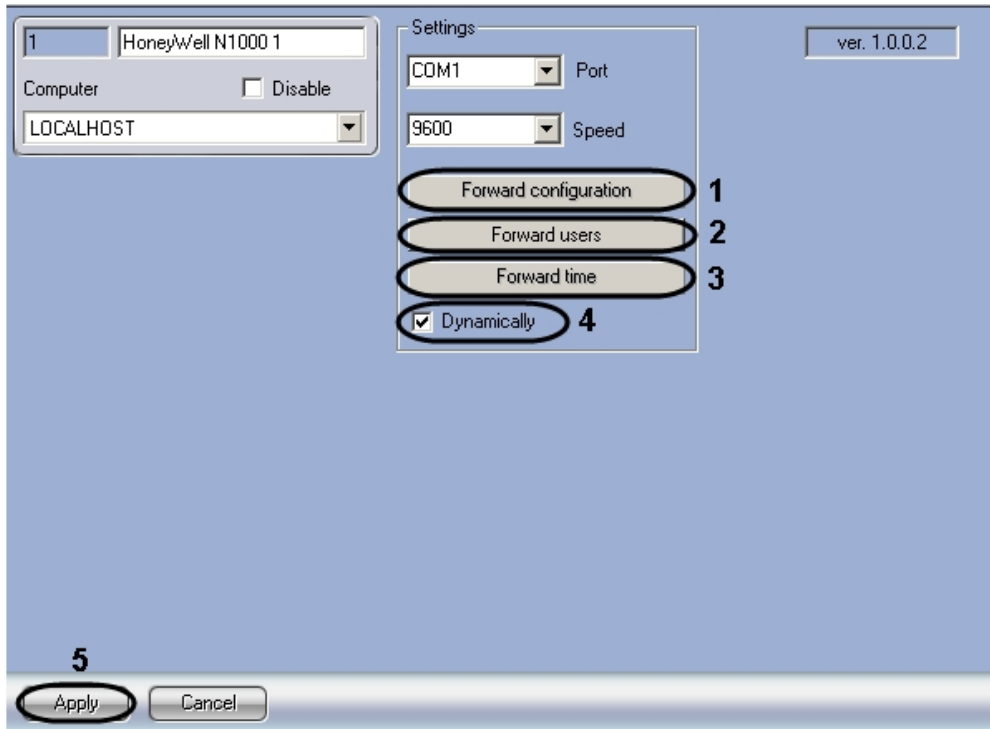 1 HoneyWell N1000 1
Computer Disable
LOCALHOST
Settings
COM1 Port
9600 Speed
Forward configuration 1
Forward users 2
Forward time 3
Dynamically 4
ver. 1.0.0.2
5
Apply Cancel